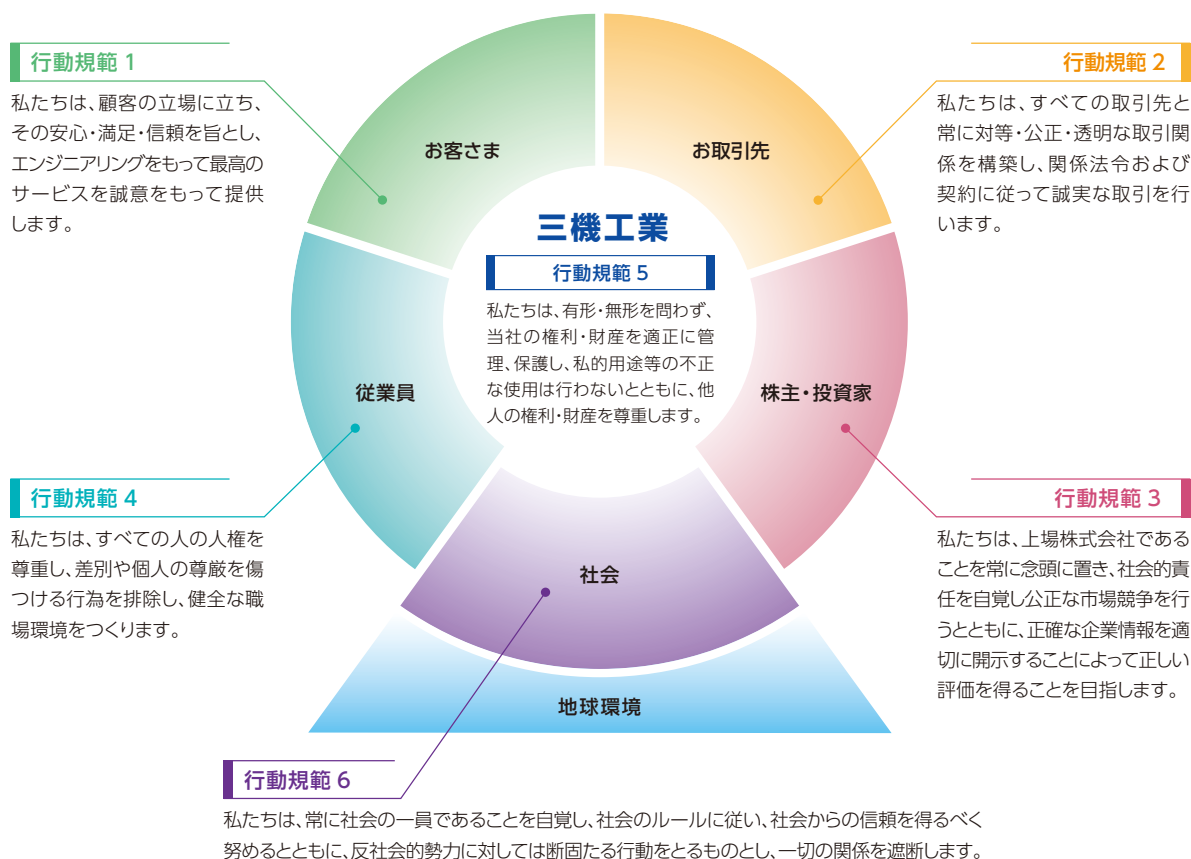 行動規範 1
私たちは、顧客の立場に立ち、
その安心・満足・信頼を旨とし、
エンジニアリングをもって最高の
サービスを誠意をもって提供
します。
お客さま
お取引先
行動規範 2
私たちは、すべての取引先と
常に対等・公正・透明な取引関
係を構築し、関係法令および
契約に従って誠実な取引を行
います。
三機工業
行動規範 5
私たちは、有形・無形を問わず、
当社の権利・財産を適正に管
理、保護し、私的用途等の不正
な使用は行わないとともに、他
人の権利・財産を尊重します。
従業員
株主・投資家
行動規範 4
私たちは、すべての人の人権を
尊重し、差別や個人の尊厳を傷
つける行為を排除し、健全な職
場環境をつくります。
行動規範 3
私たちは、上場株式会社である
ことを常に念頭に置き、社会的責
任を自覚し公正な市場競争を行
うとともに、正確な企業情報を適
切に開示することによって正しい
評価を得ることを目指します。
社会
地球環境
行動規範 6
私たちは、常に社会の一員であることを自覚し、社会のルールに従い、社会からの信頼を得るべく
努めるとともに、反社会的勢力に対しては断固たる行動をとるものとし、一切の関係を遮断します。